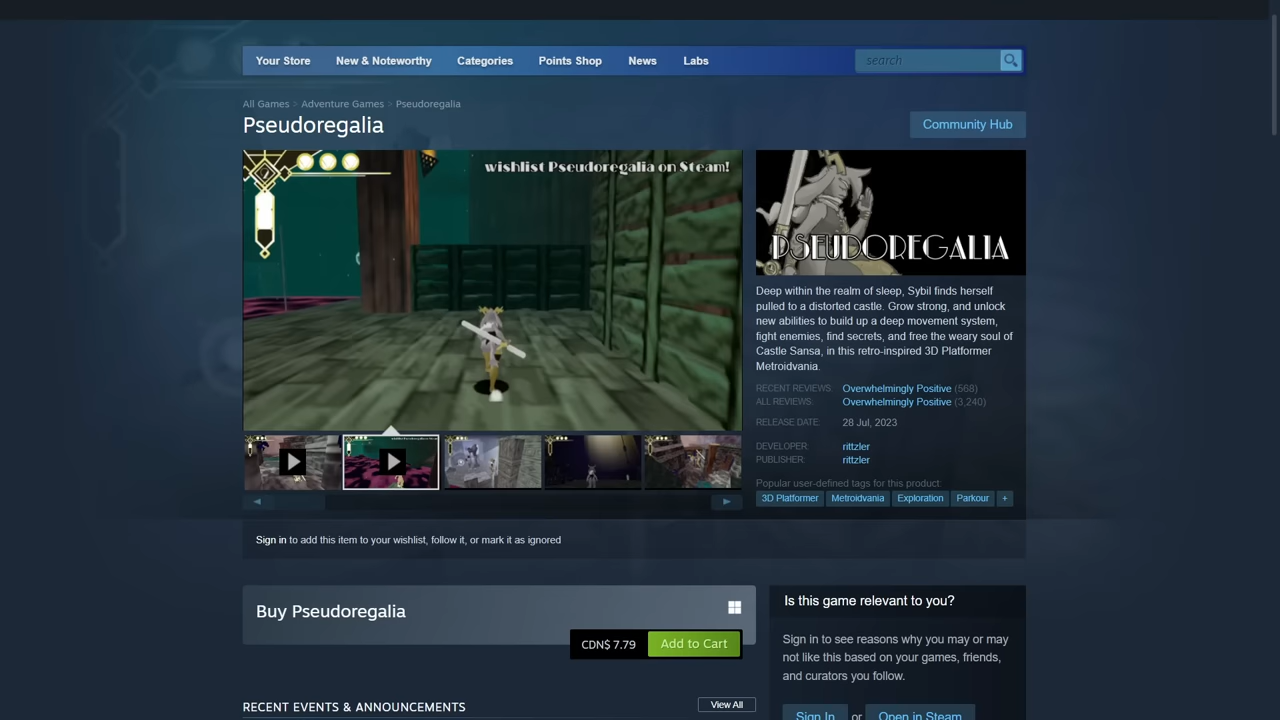 Your Store New & Noteworthy Categories Points Shop News Labs search
All Games > Adventure Games > Pseudoregalia
Pseudoregalia
Community Hub
wishlist Pseudoregalia on Steam!
PSEUDOREGALIA
Deep within the realm of sleep, Sybil finds herself
pulled to a distorted castle. Grow strong, and unlock
new abilities to build up a deep movement system,
fight enemies, find secrets, and free the weary soul of
Castle Sansa, in this retro-inspired 3D Platformer
Metroidvania.
RECENT REVIEWS: Overwhelmingly Positive (568)
ALL REVIEWS: Overwhelmingly Positive (3,240)
RELEASE DATE: 28 Jul, 2023
DEVELOPER: rittzler
PUBLISHER: rittzler
Popular user-defined tags for this product:
3D Platformer Metroidvania Exploration Parkour +
Sign in to add this item to your wishlist, follow it, or mark it as ignored
Buy Pseudoregalia
CDN$ 7.79 Add to Cart
Is this game relevant to you?
Sign in to see reasons why you may or may
not like this based on your games, friends,
and curators you follow.
Sign In or Open in Steam
RECENT EVENTS & ANNOUNCEMENTS View All